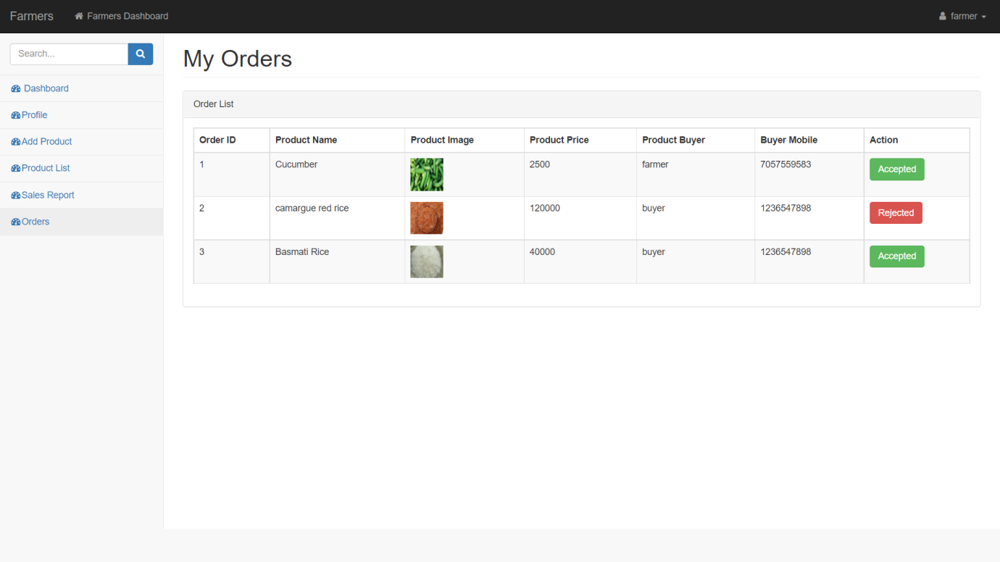 Farmers Farmers Dashboard farmer
Search...
Dashboard
Profile
Add Product
Product List
Sales Report
Orders
My Orders
Order List
Order ID Product Name Product Image Product Price Product Buyer Buyer Mobile Action
1 Cucumber 2500 farmer 7057559583 Accepted
2 camargue red rice 120000 buyer 1236547898 Rejected
3 Basmati Rice 40000 buyer 1236547898 Accepted